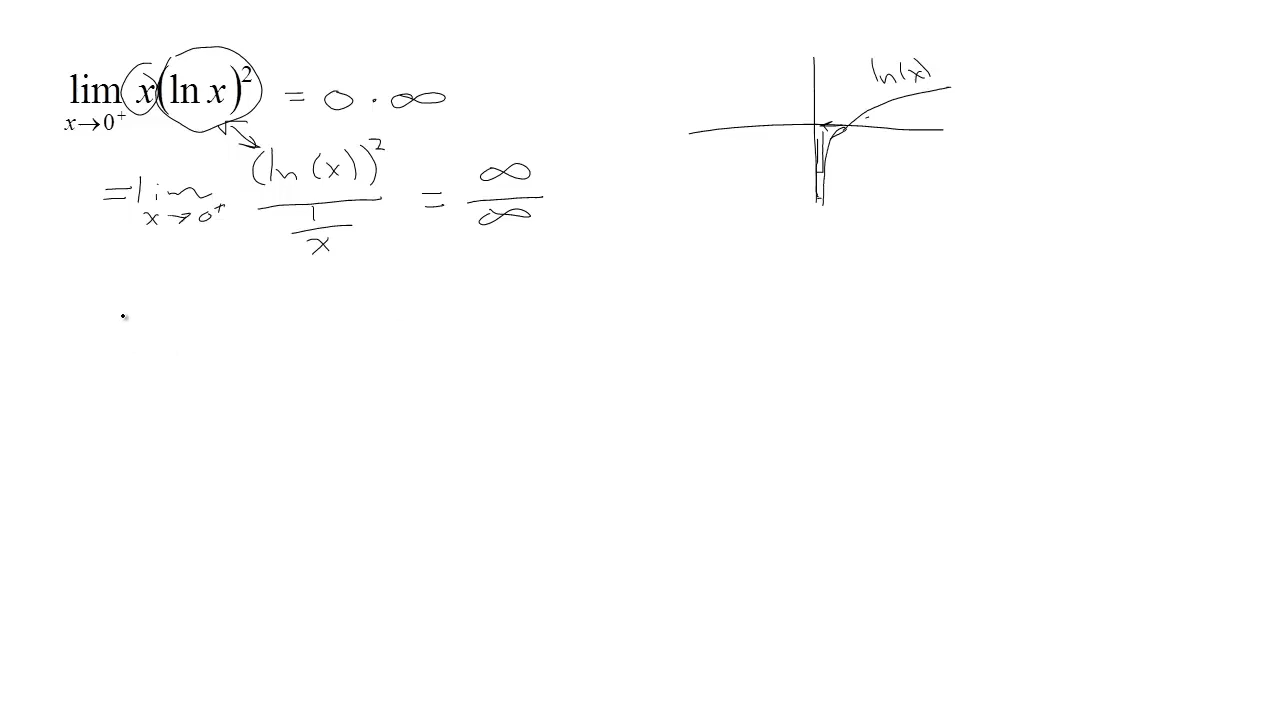 lim x→0⁺ x(ln x)² = 0 · ∞
= lim x→0⁺ (ln(x))² / (1/x) = ∞/∞
ln(x)